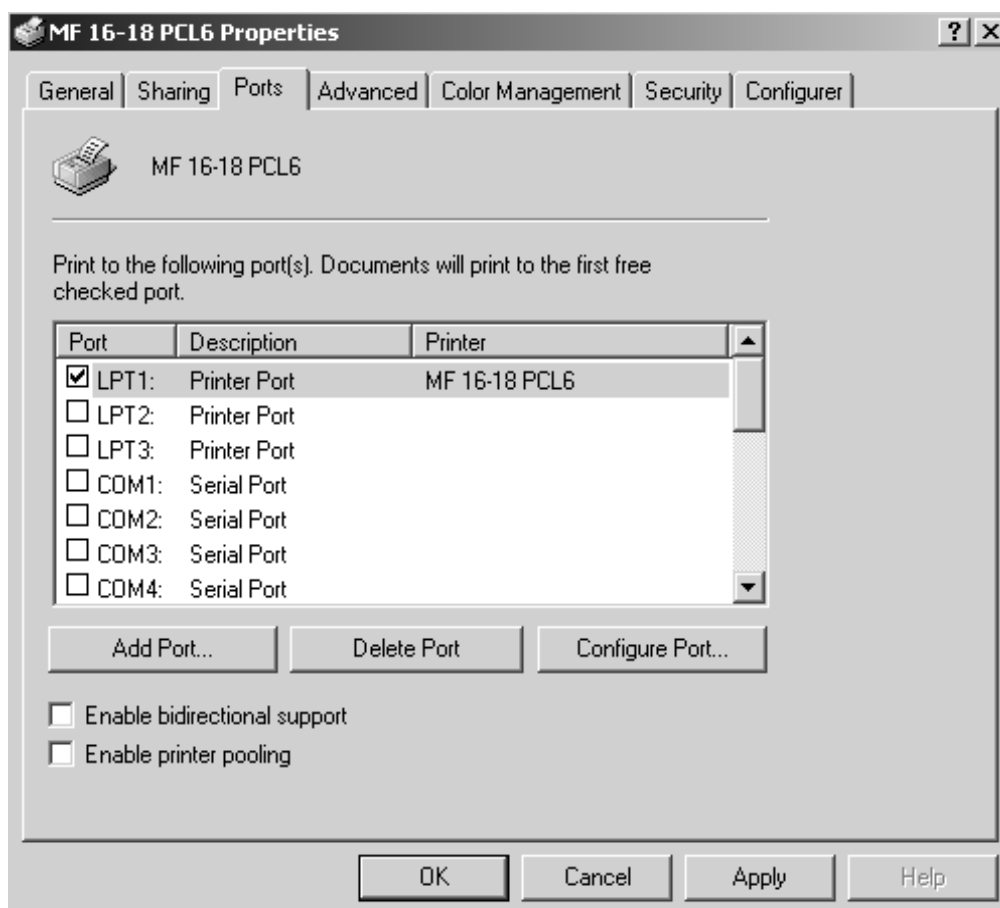 MF 16-18 PCL6 Properties
General Sharing Ports Advanced Color Management Security Configurer
MF 16-18 PCL6
Print to the following port(s). Documents will print to the first free
checked port.
Port Description Printer
LPT1: Printer Port MF 16-18 PCL6
LPT2: Printer Port
LPT3: Printer Port
COM1: Serial Port
COM2: Serial Port
COM3: Serial Port
COM4: Serial Port
Add Port... Delete Port Configure Port...
Enable bidirectional support
Enable printer pooling
OK Cancel Apply Help